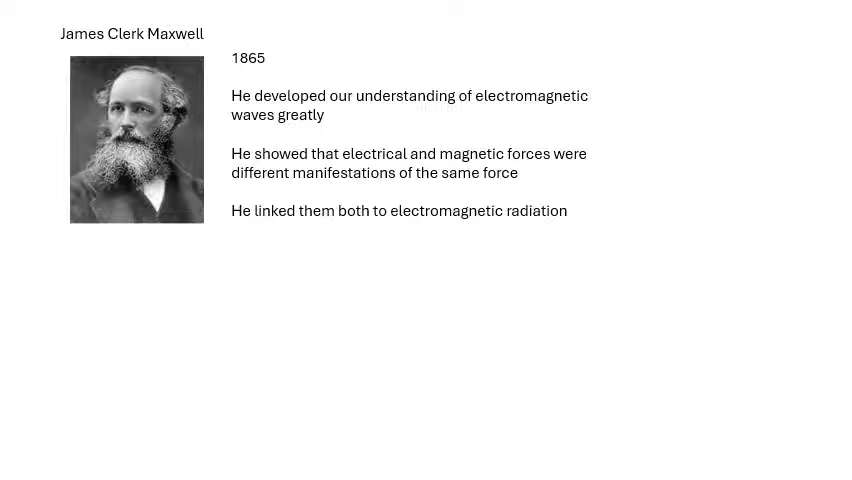 James Clerk Maxwell
1865
He developed our understanding of electromagnetic
waves greatly
He showed that electrical and magnetic forces were
different manifestations of the same force
He linked them both to electromagnetic radiation